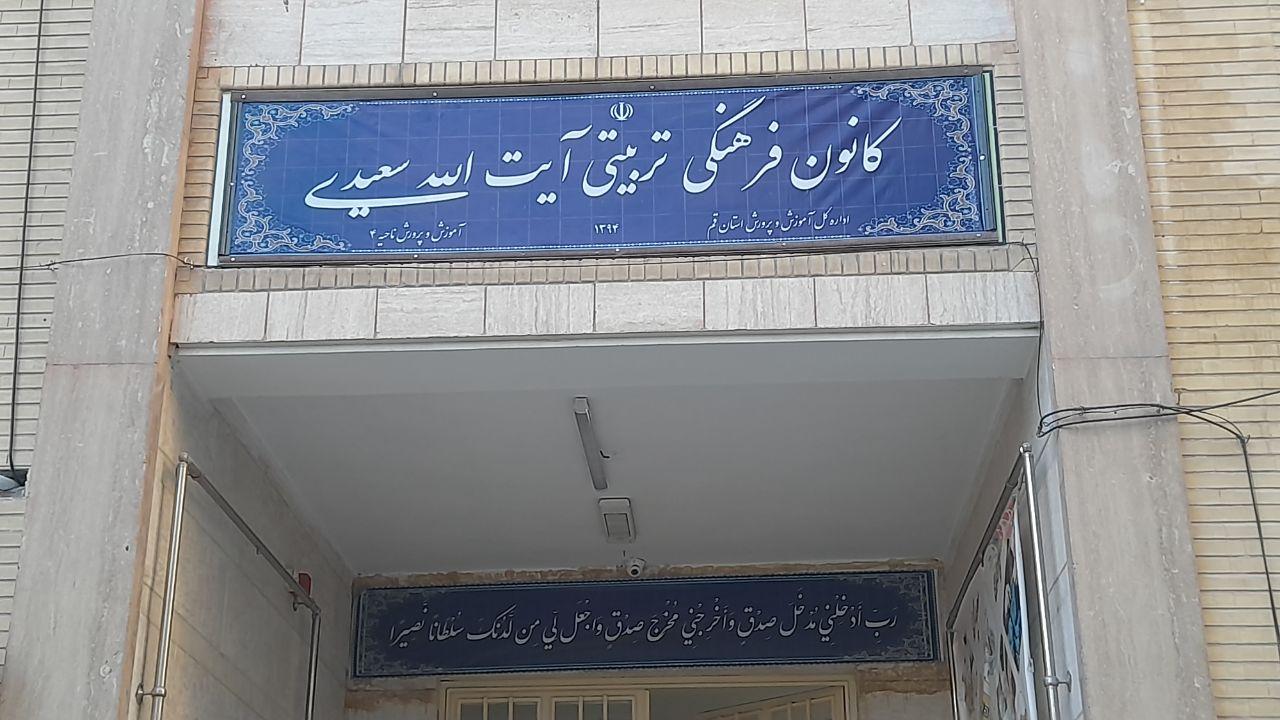 کانون فرهنگی تربیتی آیت الله سعیدی
اداره کل آموزش و پرورش استان قم ۱۳۹۴ آموزش و پرورش ناحیه ۴
رَبِّ أَدْخِلْنِي مُدْخَلَ صِدْقٍ وَأَخْرِجْنِي مُخْرَجَ صِدْقٍ وَاجْعَل لِّي مِن لَّدُنكَ سُلْطَانًا نَّصِيرًا